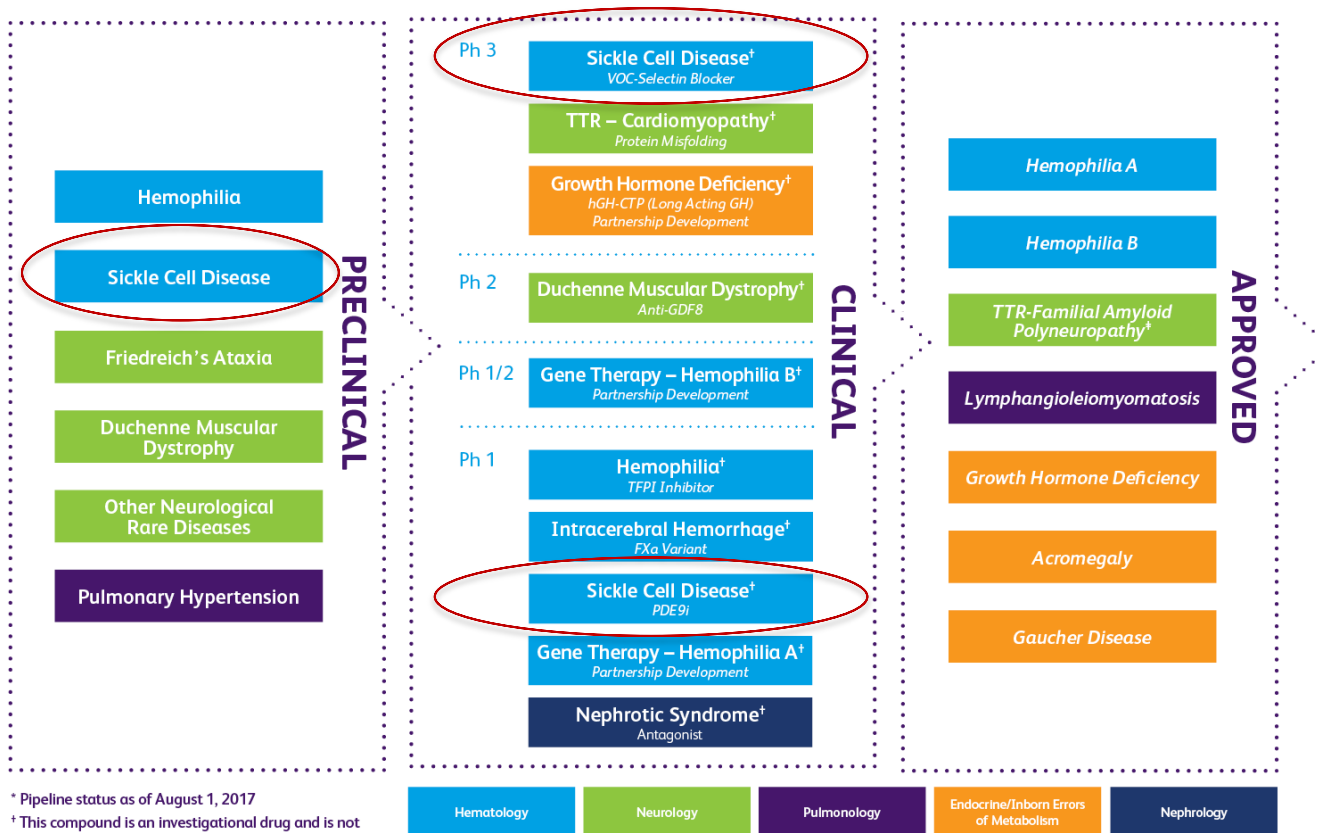 Hemophilia
Sickle Cell Disease
Friedreich's Ataxia
Duchenne Muscular
Dystrophy
Other Neurological
Rare Diseases
Pulmonary Hypertension
PRECLINICAL
Ph 3
Sickle Cell Disease†
VOC-Selectin Blocker
TTR – Cardiomyopathy†
Protein Misfolding
Growth Hormone Deficiency†
hGH-CTP (Long Acting GH)
Partnership Development
Ph 2
Duchenne Muscular Dystrophy†
Anti-GDF8
Ph 1/2
Gene Therapy – Hemophilia B†
Partnership Development
Ph 1
Hemophilia†
TFPI Inhibitor
Intracerebral Hemorrhage†
FXa Variant
Sickle Cell Disease†
PDE9i
Gene Therapy – Hemophilia A†
Partnership Development
Nephrotic Syndrome†
Antagonist
CLINICAL
Hemophilia A
Hemophilia B
TTR-Familial Amyloid
Polyneuropathy‡
Lymphangioleiomyomatosis
Growth Hormone Deficiency
Acromegaly
Gaucher Disease
APPROVED
* Pipeline status as of August 1, 2017
† This compound is an investigational drug and is not
Hematology
Neurology
Pulmonology
Endocrine/Inborn Errors
of Metabolism
Nephrology